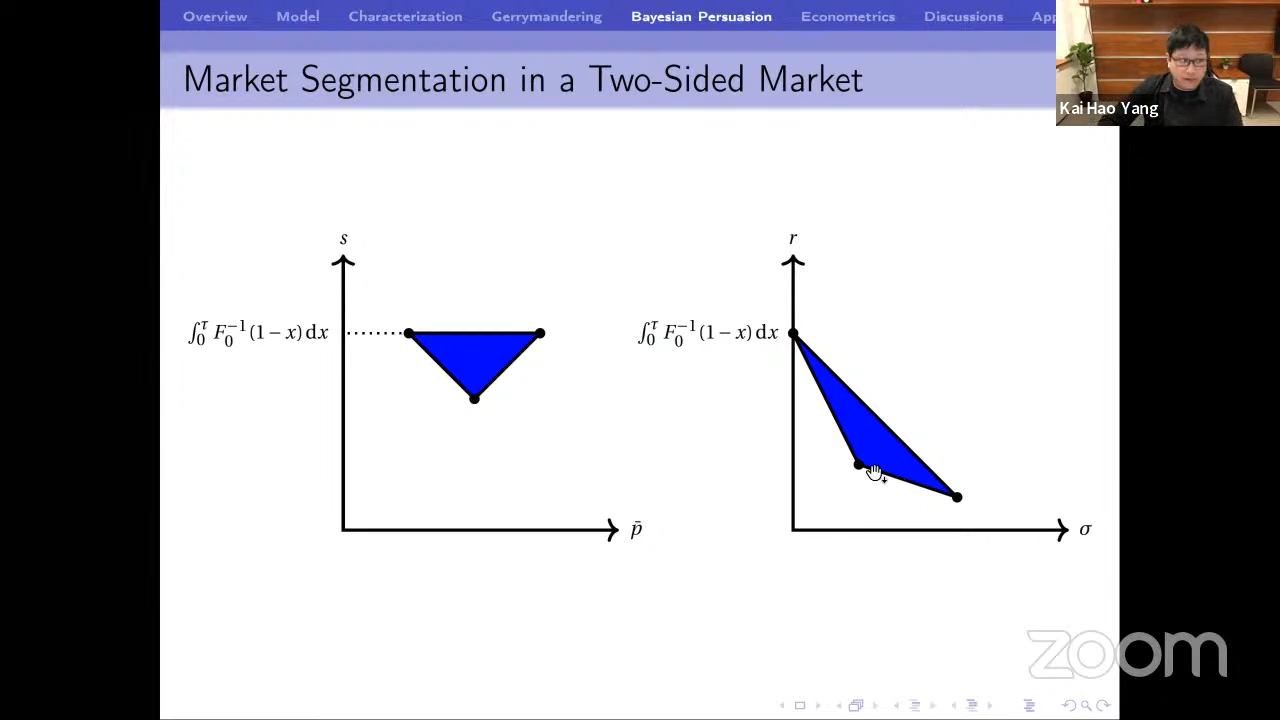 Overview Model Characterization Gerrymandering Bayesian Persuasion Econometrics Discussions App
Market Segmentation in a Two-Sided Market
Kai Hao Yang
s
∫₀^τ F₀⁻¹(1 − x) dx
p̄
r
∫₀^τ F₀⁻¹(1 − x) dx
σ
zoom